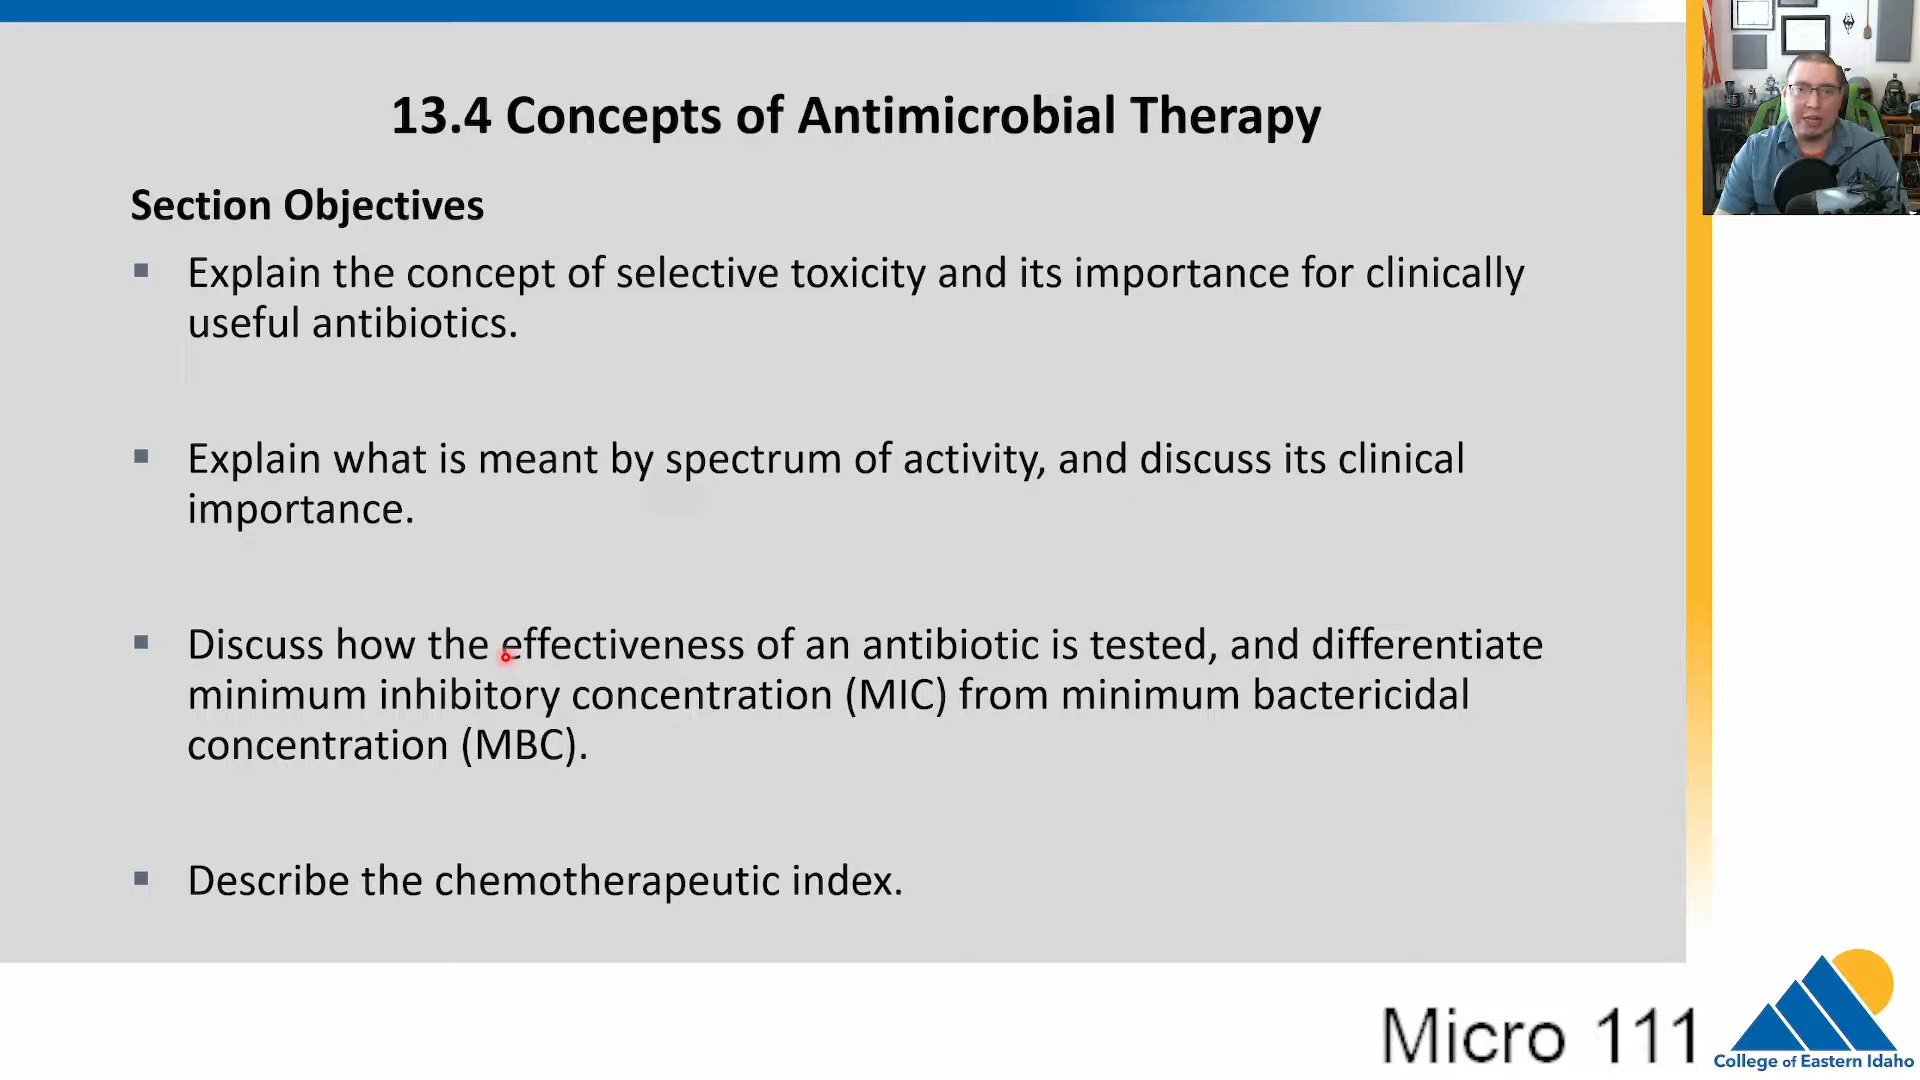 13.4 Concepts of Antimicrobial Therapy
Section Objectives
Explain the concept of selective toxicity and its importance for clinically
useful antibiotics.
Explain what is meant by spectrum of activity, and discuss its clinical
importance.
Discuss how the effectiveness of an antibiotic is tested, and differentiate
minimum inhibitory concentration (MIC) from minimum bactericidal
concentration (MBC).
Describe the chemotherapeutic index.
Micro 111
College of Eastern Idaho